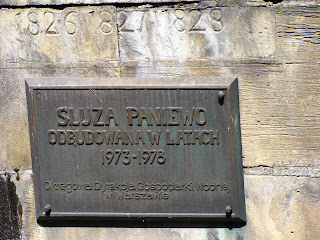 1826 1827 1828
ŚLUZA PANIEWO
ODBUDOWANA W LATACH
1973-1978
Okręgowa Dyrekcja Gospodarki Wodnej
w Warszawie